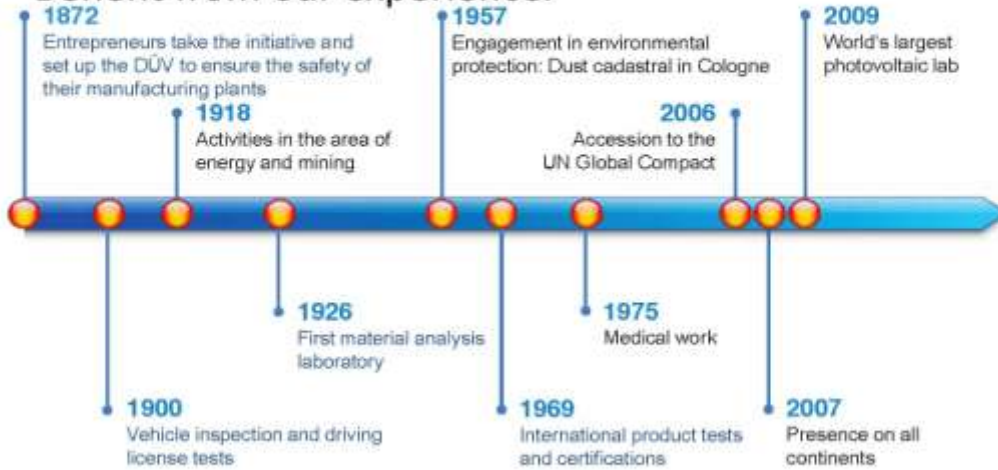 1872
Entrepreneurs take the initiative and
set up the DÜV to ensure the safety of
their manufacturing plants
1918
Activities in the area of
energy and mining
1957
Engagement in environmental
protection: Dust cadastral in Cologne
2006
Accession to the
UN Global Compact
2009
World's largest
photovoltaic lab
1900
Vehicle inspection and driving
license tests
1926
First material analysis
laboratory
1969
International product tests
and certifications
1975
Medical work
2007
Presence on all
continents